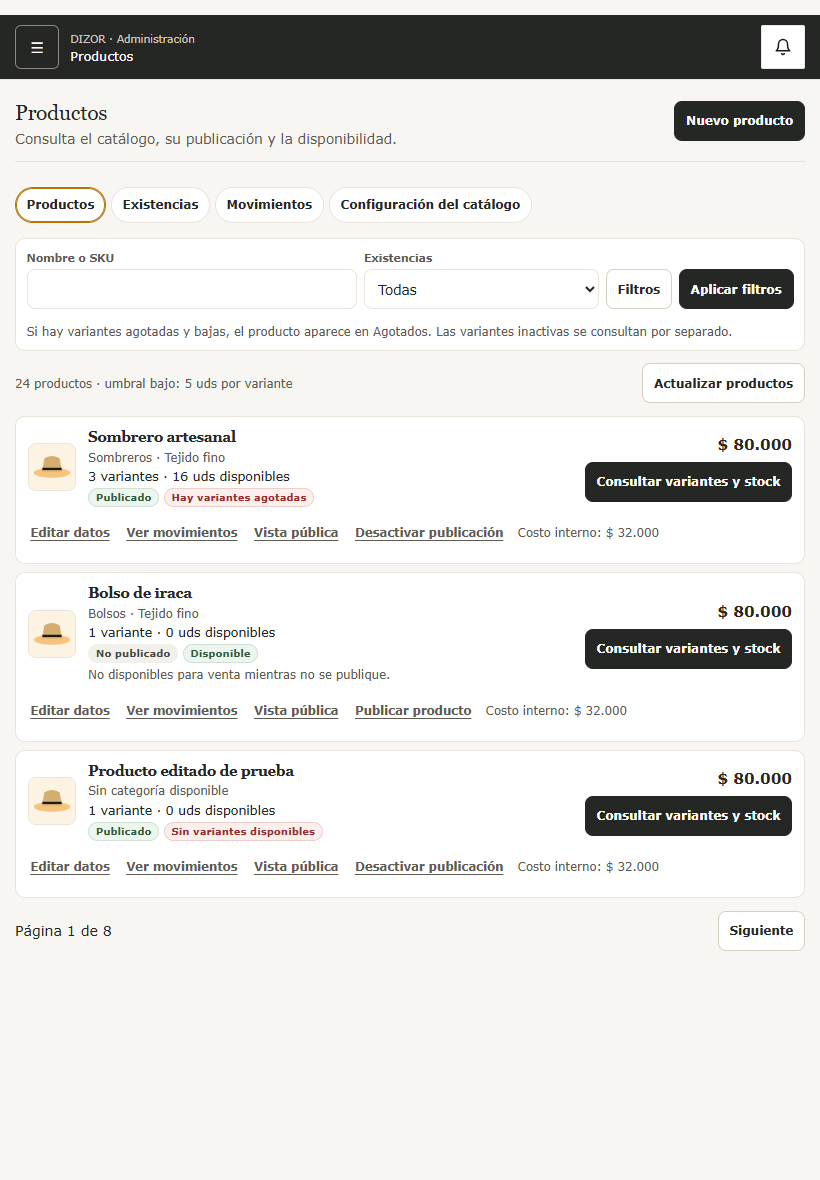 ☰
DIZOR · Administración
Productos
Productos
Consulta el catálogo, su publicación y la disponibilidad.
Nuevo producto
Productos
Existencias
Movimientos
Configuración del catálogo
Nombre o SKU
Existencias
Todas
Filtros
Aplicar filtros
Si hay variantes agotadas y bajas, el producto aparece en Agotados. Las variantes inactivas se consultan por separado.
24 productos · umbral bajo: 5 uds por variante
Actualizar productos
Sombrero artesanal
Sombreros · Tejido fino
3 variantes · 16 uds disponibles
Publicado Hay variantes agotadas
$ 80.000
Consultar variantes y stock
Editar datos Ver movimientos Vista pública Desactivar publicación Costo interno: $ 32.000
Bolso de iraca
Bolsos · Tejido fino
1 variante · 0 uds disponibles
No publicado Disponible
No disponibles para venta mientras no se publique.
$ 80.000
Consultar variantes y stock
Editar datos Ver movimientos Vista pública Publicar producto Costo interno: $ 32.000
Producto editado de prueba
Sin categoría disponible
1 variante · 0 uds disponibles
Publicado Sin variantes disponibles
$ 80.000
Consultar variantes y stock
Editar datos Ver movimientos Vista pública Desactivar publicación Costo interno: $ 32.000
Página 1 de 8
Siguiente